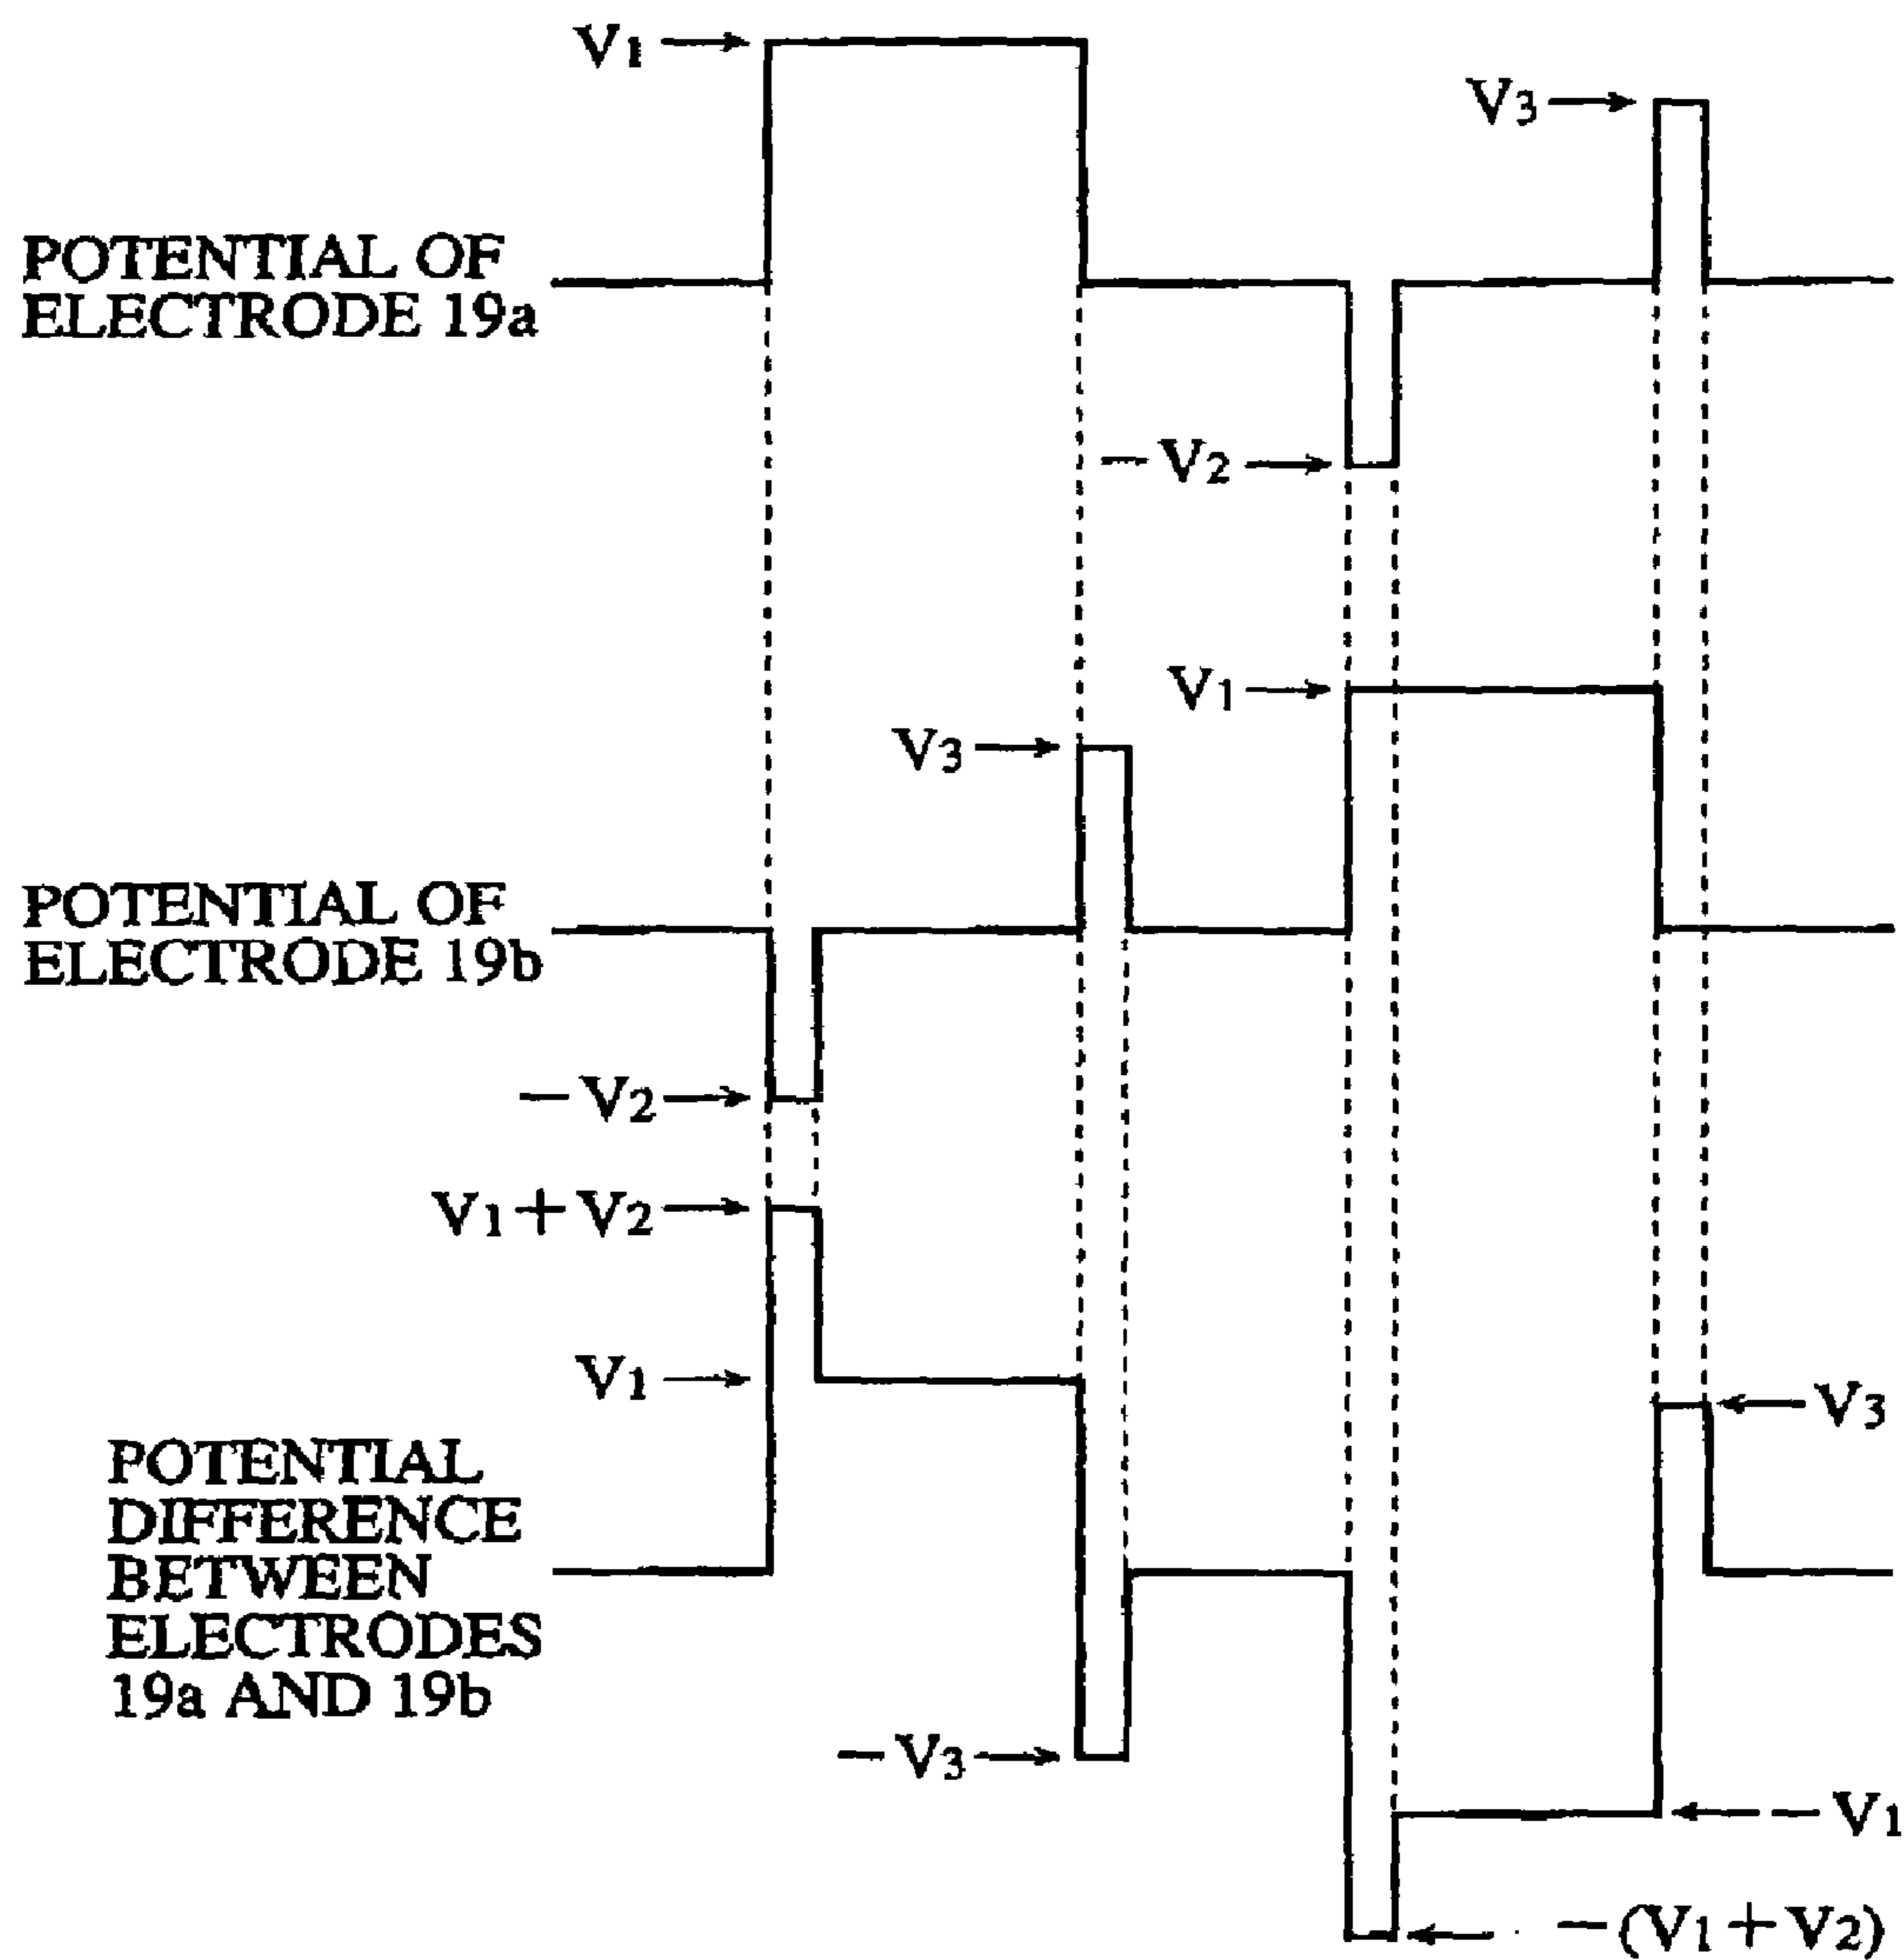 V1
V3
POTENTIAL OF
ELECTRODE 19a
-V2
V1
V3
POTENTIAL OF
ELECTRODE 19b
-V2
V1+V2
V1
V3
POTENTIAL
DIFFERENCE
BETWEEN
ELECTRODES
19a AND 19b
-V3
-V1
-(V1+V2)